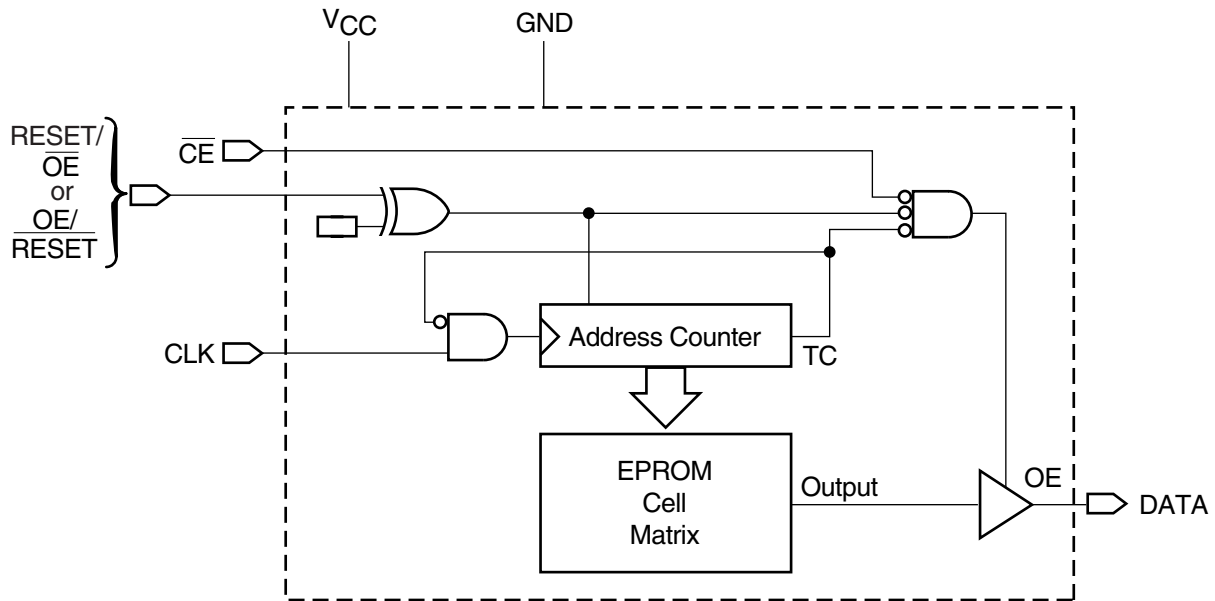 VCC
GND
RESET/
OE
or
OE/
RESET
CE
CLK
Address Counter
TC
EPROM
Cell
Matrix
Output
OE
DATA